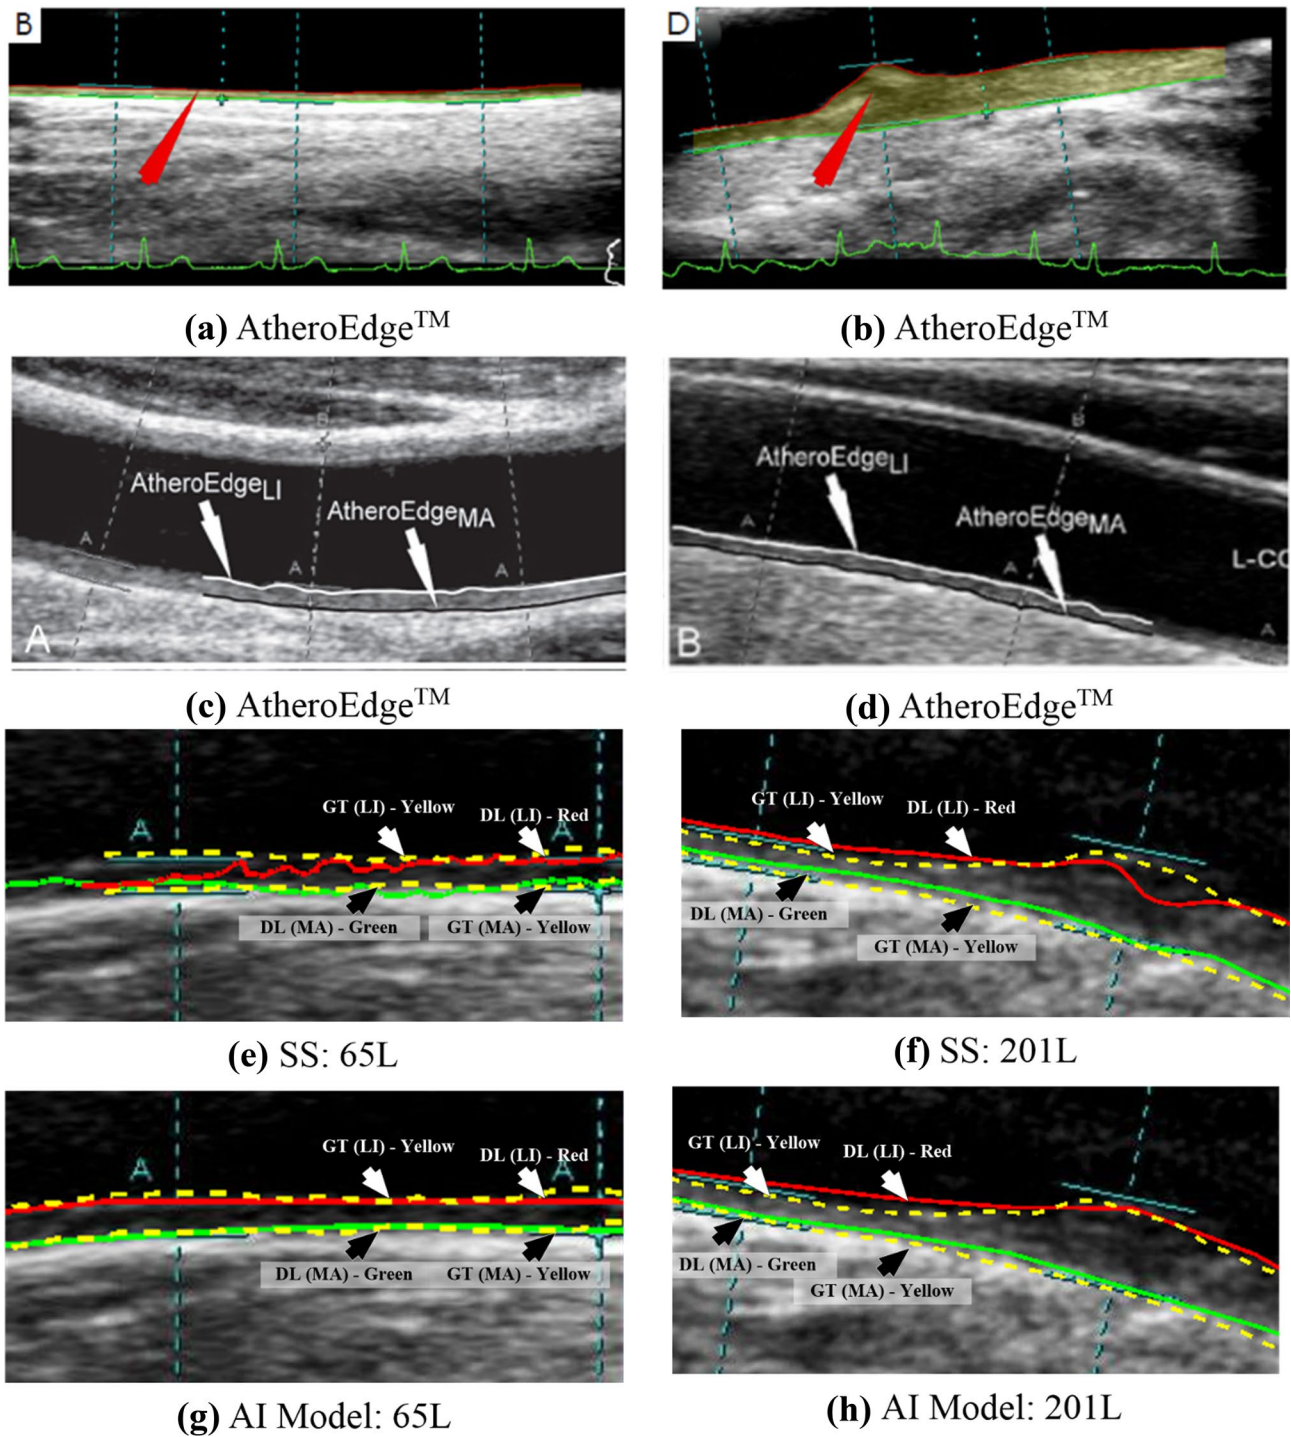 B
D
(a) AtheroEdge™
(b) AtheroEdge™
B
AtheroEdgeLI
AtheroEdgeMA
A
A
A
A
B
AtheroEdgeLI
AtheroEdgeMA
A
A
L-CC
A
B
(c) AtheroEdge™
(d) AtheroEdge™
GT (LI) - Yellow
DL (LI) - Red
A
A
DL (MA) - Green
GT (MA) - Yellow
GT (LI) - Yellow
DL (LI) - Red
DL (MA) - Green
GT (MA) - Yellow
(e) SS: 65L
(f) SS: 201L
GT (LI) - Yellow
DL (LI) - Red
A
A
DL (MA) - Green
GT (MA) - Yellow
GT (LI) - Yellow
DL (LI) - Red
DL (MA) - Green
GT (MA) - Yellow
(g) AI Model: 65L
(h) AI Model: 201L